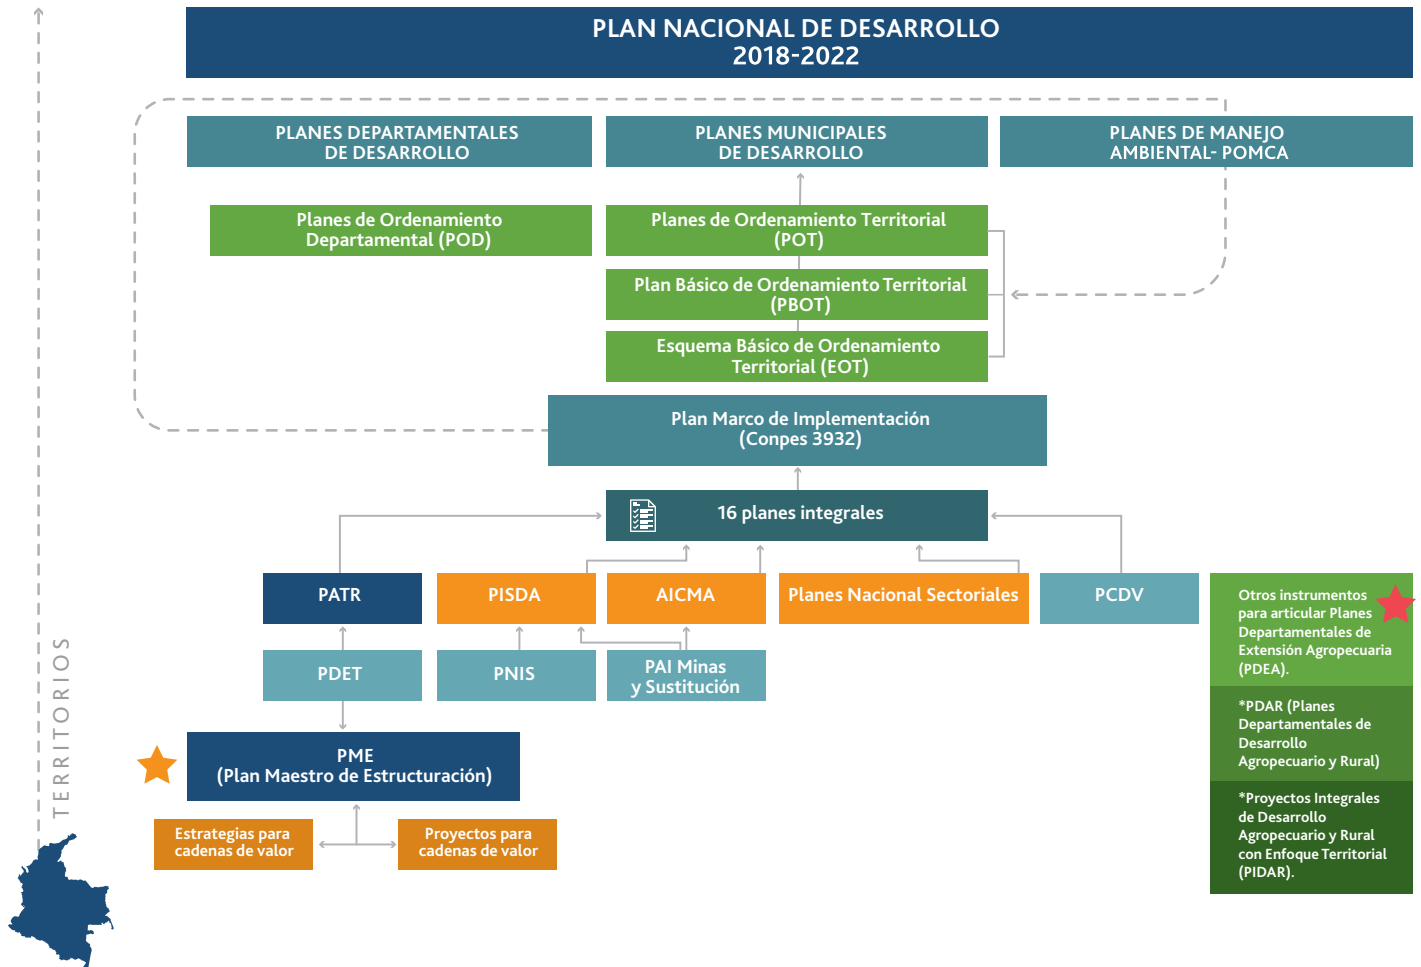 PLAN NACIONAL DE DESARROLLO
2018-2022
PLANES DEPARTAMENTALES
DE DESARROLLO
PLANES MUNICIPALES
DE DESARROLLO
PLANES DE MANEJO
AMBIENTAL- POMCA
Planes de Ordenamiento
Departamental (POD)
Planes de Ordenamiento Territorial
(POT)
Plan Básico de Ordenamiento Territorial
(PBOT)
Esquema Básico de Ordenamiento
Territorial (EOT)
Plan Marco de Implementación
(Conpes 3932)
16 planes integrales
PATR
PISDA
AICMA
Planes Nacional Sectoriales
PCDV
PDET
PNIS
PAI Minas
y Sustitución
PME
(Plan Maestro de Estructuración)
Estrategias para
cadenas de valor
Proyectos para
cadenas de valor
Otros instrumentos
para articular Planes
Departamentales de
Extensión Agropecuaria
(PDEA).
*PDAR (Planes
Departamentales de
Desarrollo
Agropecuario y Rural)
*Proyectos Integrales
de Desarrollo
Agropecuario y Rural
con Enfoque Territorial
(PIDAR).
TERRITORIOS